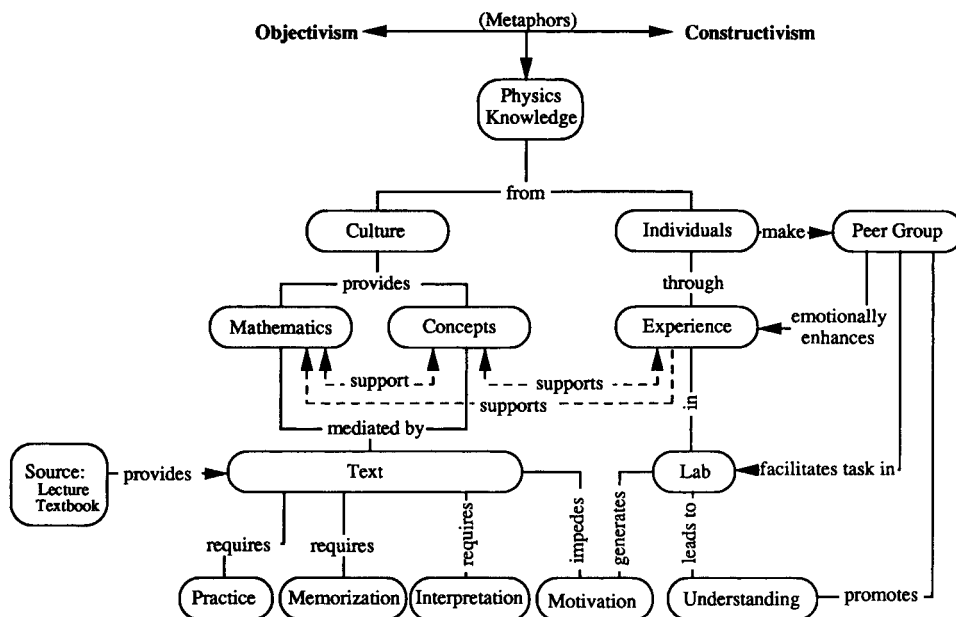 (Metaphors)
Objectivism
Constructivism
Physics
Knowledge
from
Culture
Individuals
make
Peer Group
provides
through
Mathematics
Concepts
Experience
emotionally
enhances
support
supports
supports
in
mediated by
Source:
Lecture
Textbook
provides
Text
Lab
facilitates task in
requires
requires
requires
impedes
generates
leads to
Practice
Memorization
Interpretation
Motivation
Understanding
promotes